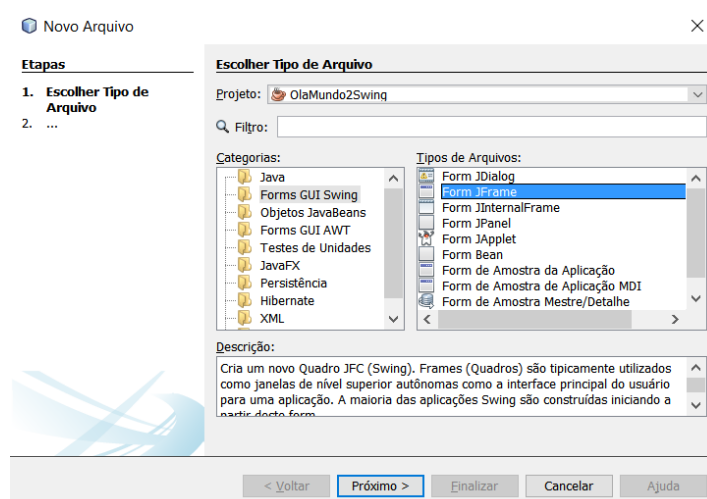 Novo Arquivo
Etapas
1. Escolher Tipo de
Arquivo
2. ...
Escolher Tipo de Arquivo
Projeto: OlaMundo2Swing
Filtro:
Categorias:
Java
Forms GUI Swing
Objetos JavaBeans
Forms GUI AWT
Testes de Unidades
JavaFX
Persistência
Hibernate
XML
Tipos de Arquivos:
Form JDialog
Form JFrame
Form JInternalFrame
Form JPanel
Form JApplet
Form Bean
Form de Amostra da Aplicação
Form de Amostra de Aplicação MDI
Form de Amostra Mestre/Detalhe
Descrição:
Cria um novo Quadro JFC (Swing). Frames (Quadros) são tipicamente utilizados
como janelas de nível superior autônomas como a interface principal do usuário
para uma aplicação. A maioria das aplicações Swing são construídas iniciando a
partir deste form
< Voltar Próximo > Finalizar Cancelar Ajuda